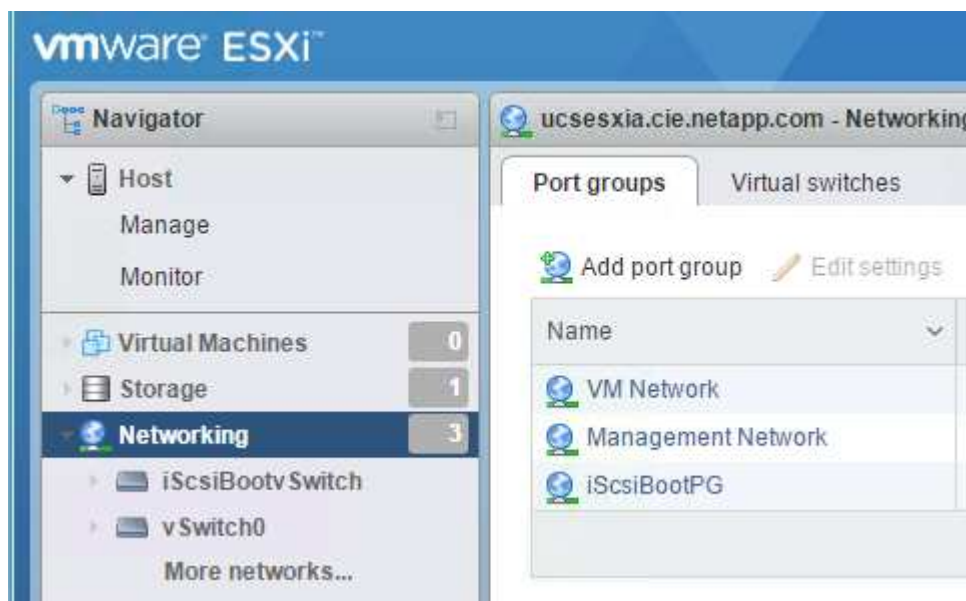 vmware ESXi™
Navigator
Host
Manage
Monitor
Virtual Machines 0
Storage 1
Networking 3
iScsiBootvSwitch
vSwitch0
More networks...
ucsesxia.cie.netapp.com - Networking
Port groups Virtual switches
Add port group Edit settings
Name
VM Network
Management Network
iScsiBootPG